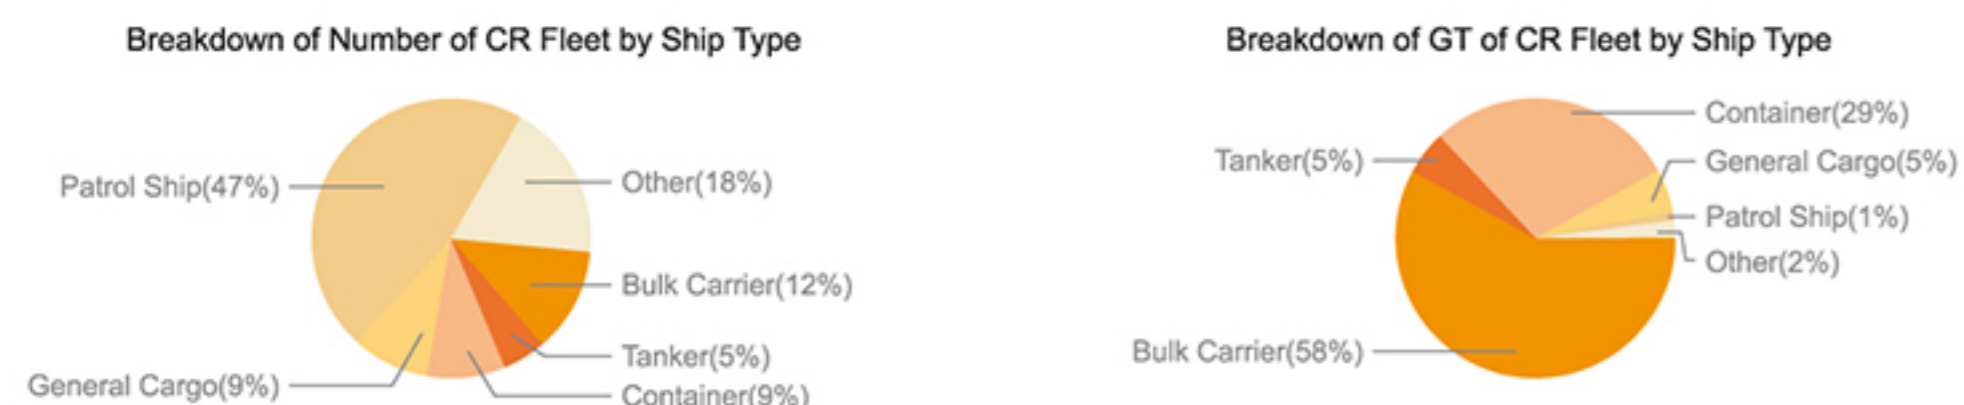 Breakdown of Number of CR Fleet by Ship Type
Patrol Ship(47%)
Other(18%)
Bulk Carrier(12%)
Tanker(5%)
General Cargo(9%)
Container(9%)
Breakdown of GT of CR Fleet by Ship Type
Container(29%)
Tanker(5%)
General Cargo(5%)
Patrol Ship(1%)
Other(2%)
Bulk Carrier(58%)